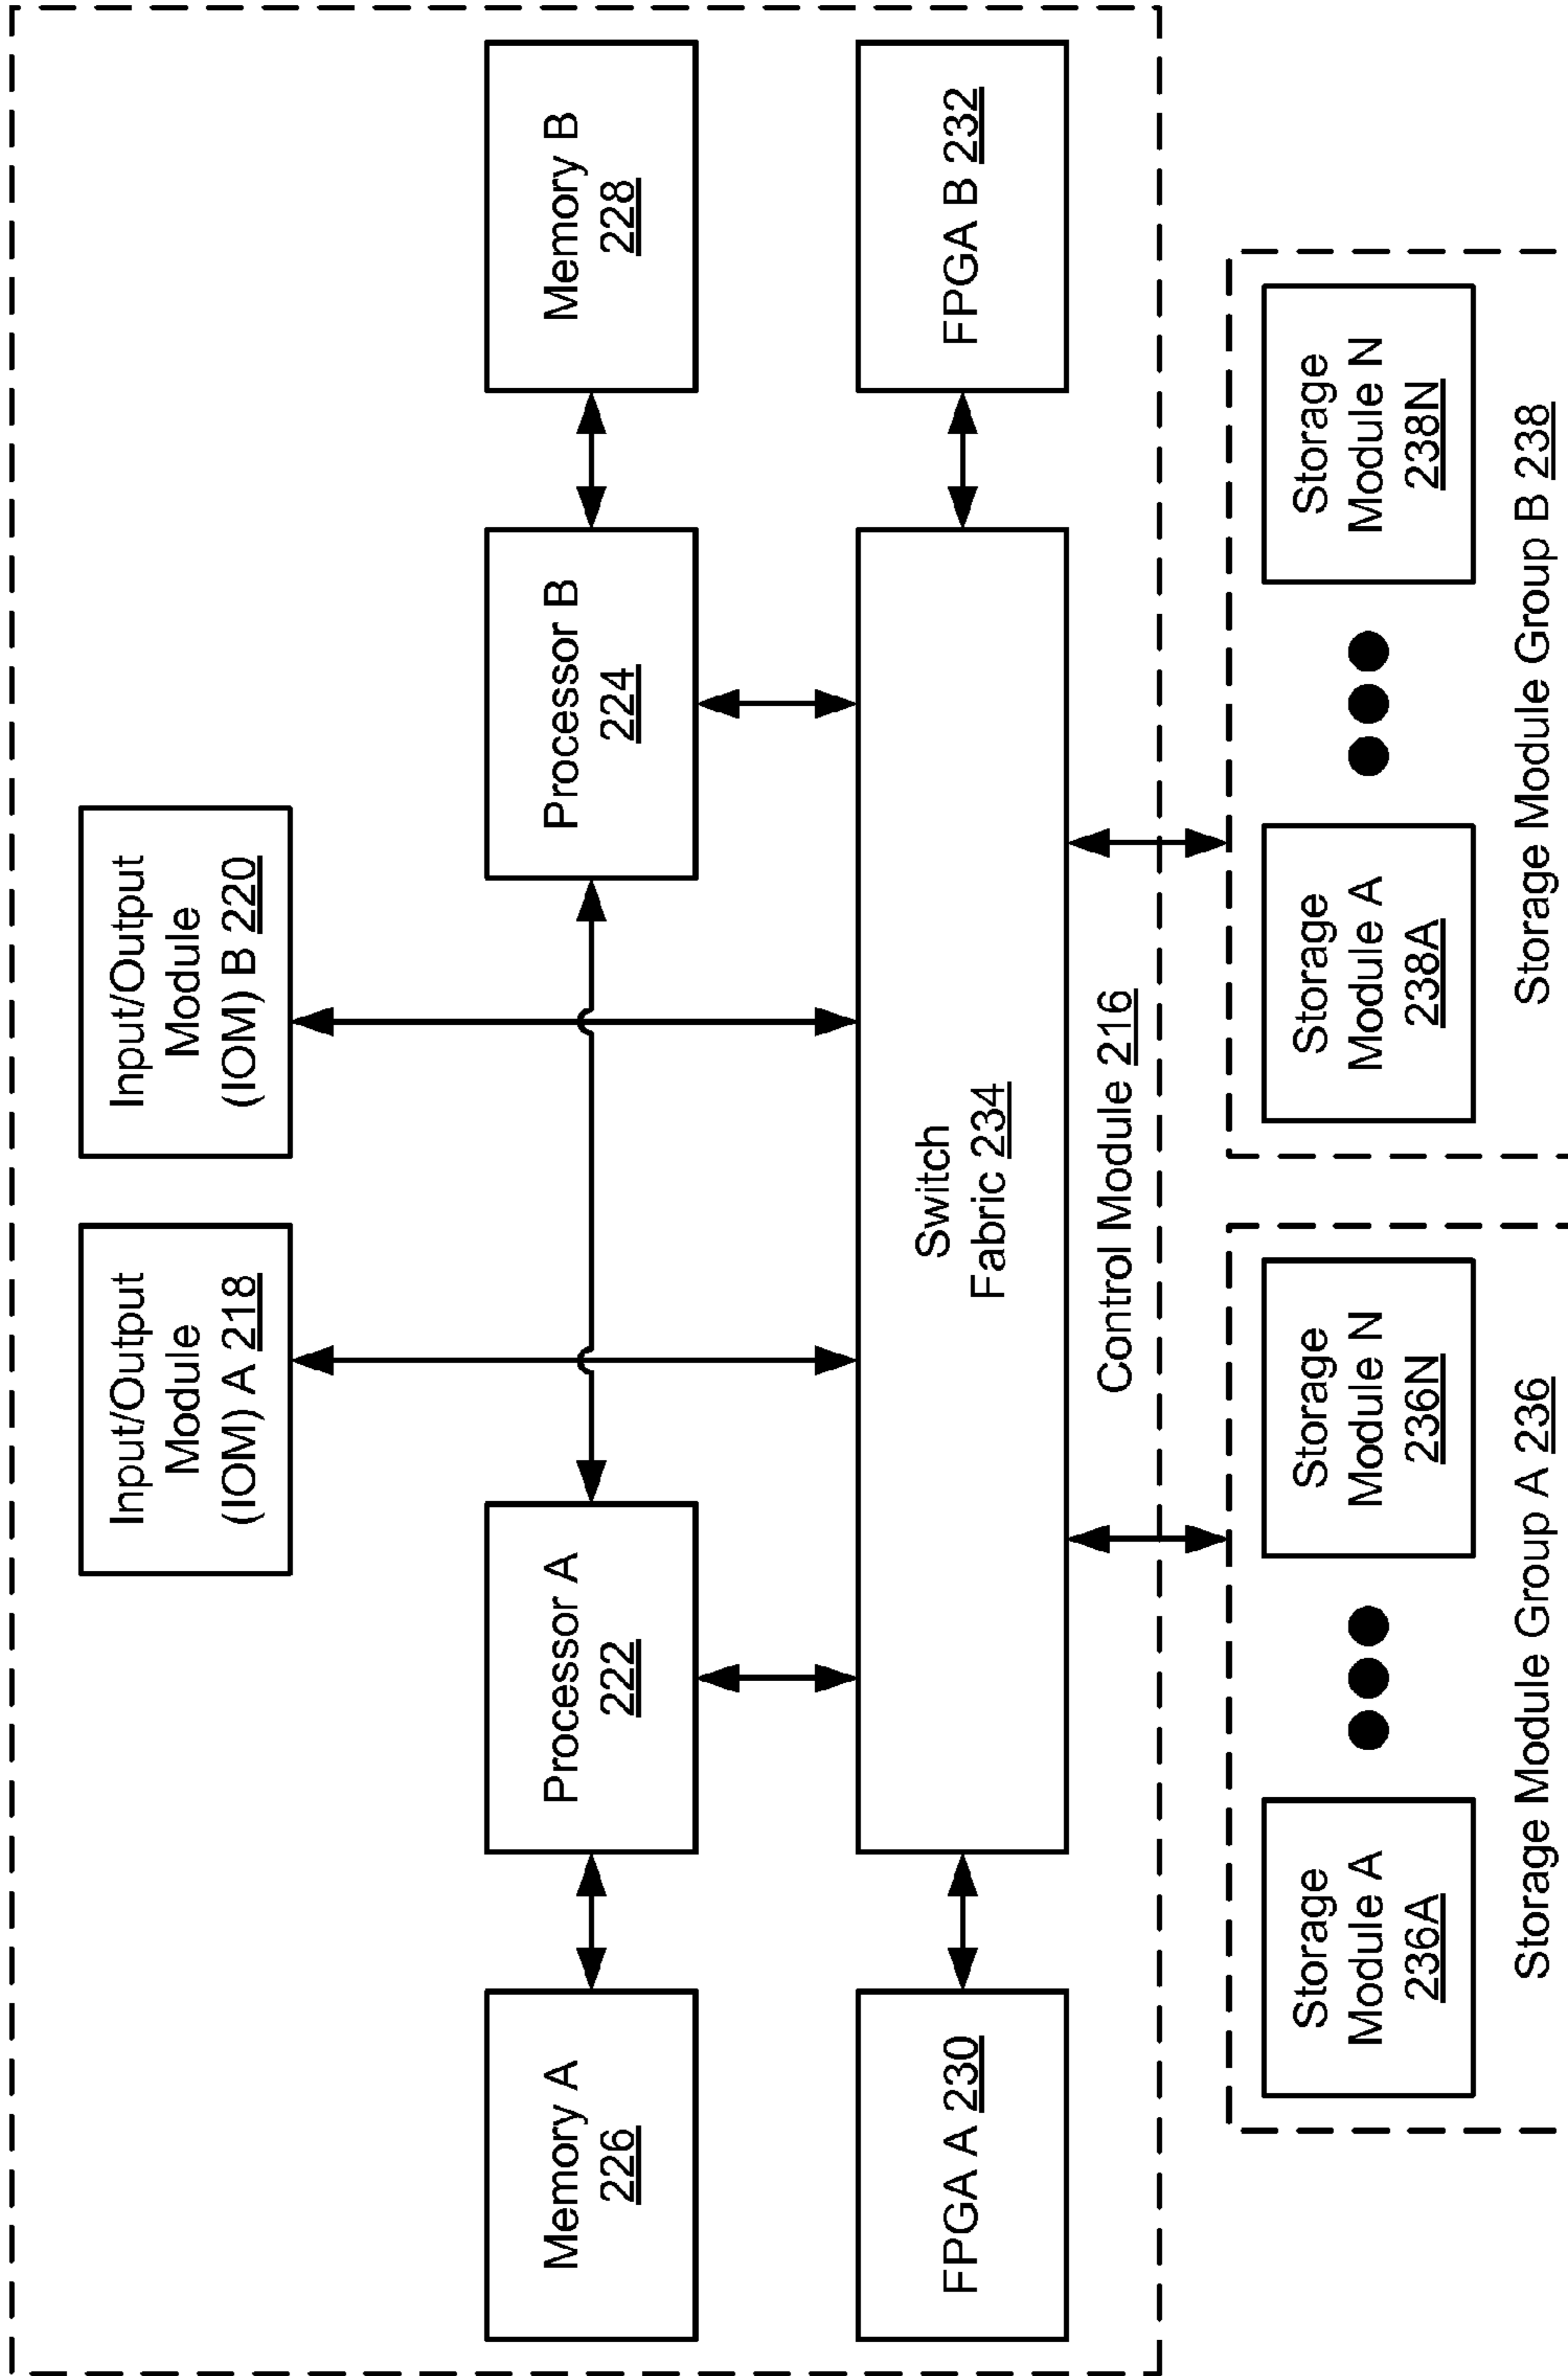 Input/Output
Module
(IOM) A 218
Input/Output
Module
(IOM) B 220
Memory A
226
Processor A
222
Processor B
224
Memory B
228
FPGA A 230
Switch
Fabric 234
FPGA B 232
Control Module 216
Storage
Module A
236A
Storage
Module N
236N
Storage Module Group A 236
Storage
Module A
238A
Storage
Module N
238N
Storage Module Group B 238